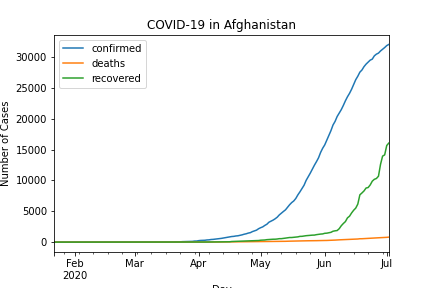 COVID-19 in Afghanistan
confirmed
deaths
recovered
Number of Cases
30000
25000
20000
15000
10000
5000
0
Feb
2020
Mar
Apr
May
Jun
Jul